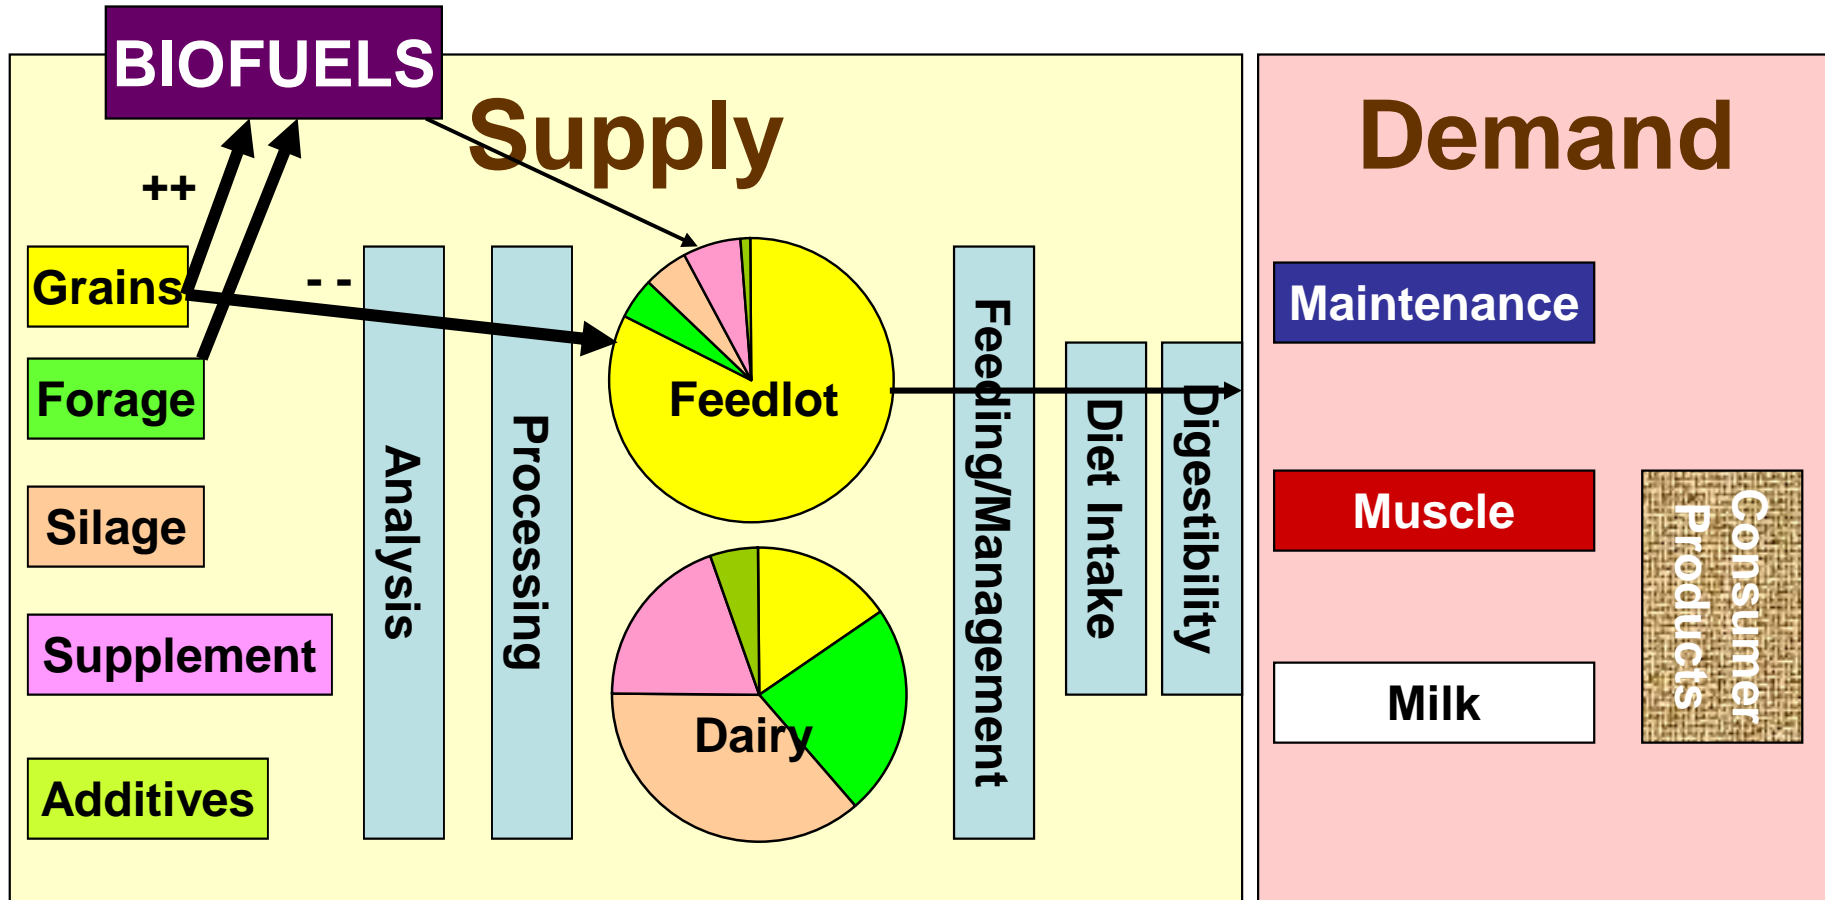 BIOFUELS
Supply
Demand
++
- -
Grains
Forage
Silage
Supplement
Additives
Analysis
Processing
Feedlot
Dairy
Feeding/Management
Diet Intake
Digestibility
Maintenance
Muscle
Milk
Consumer
Products